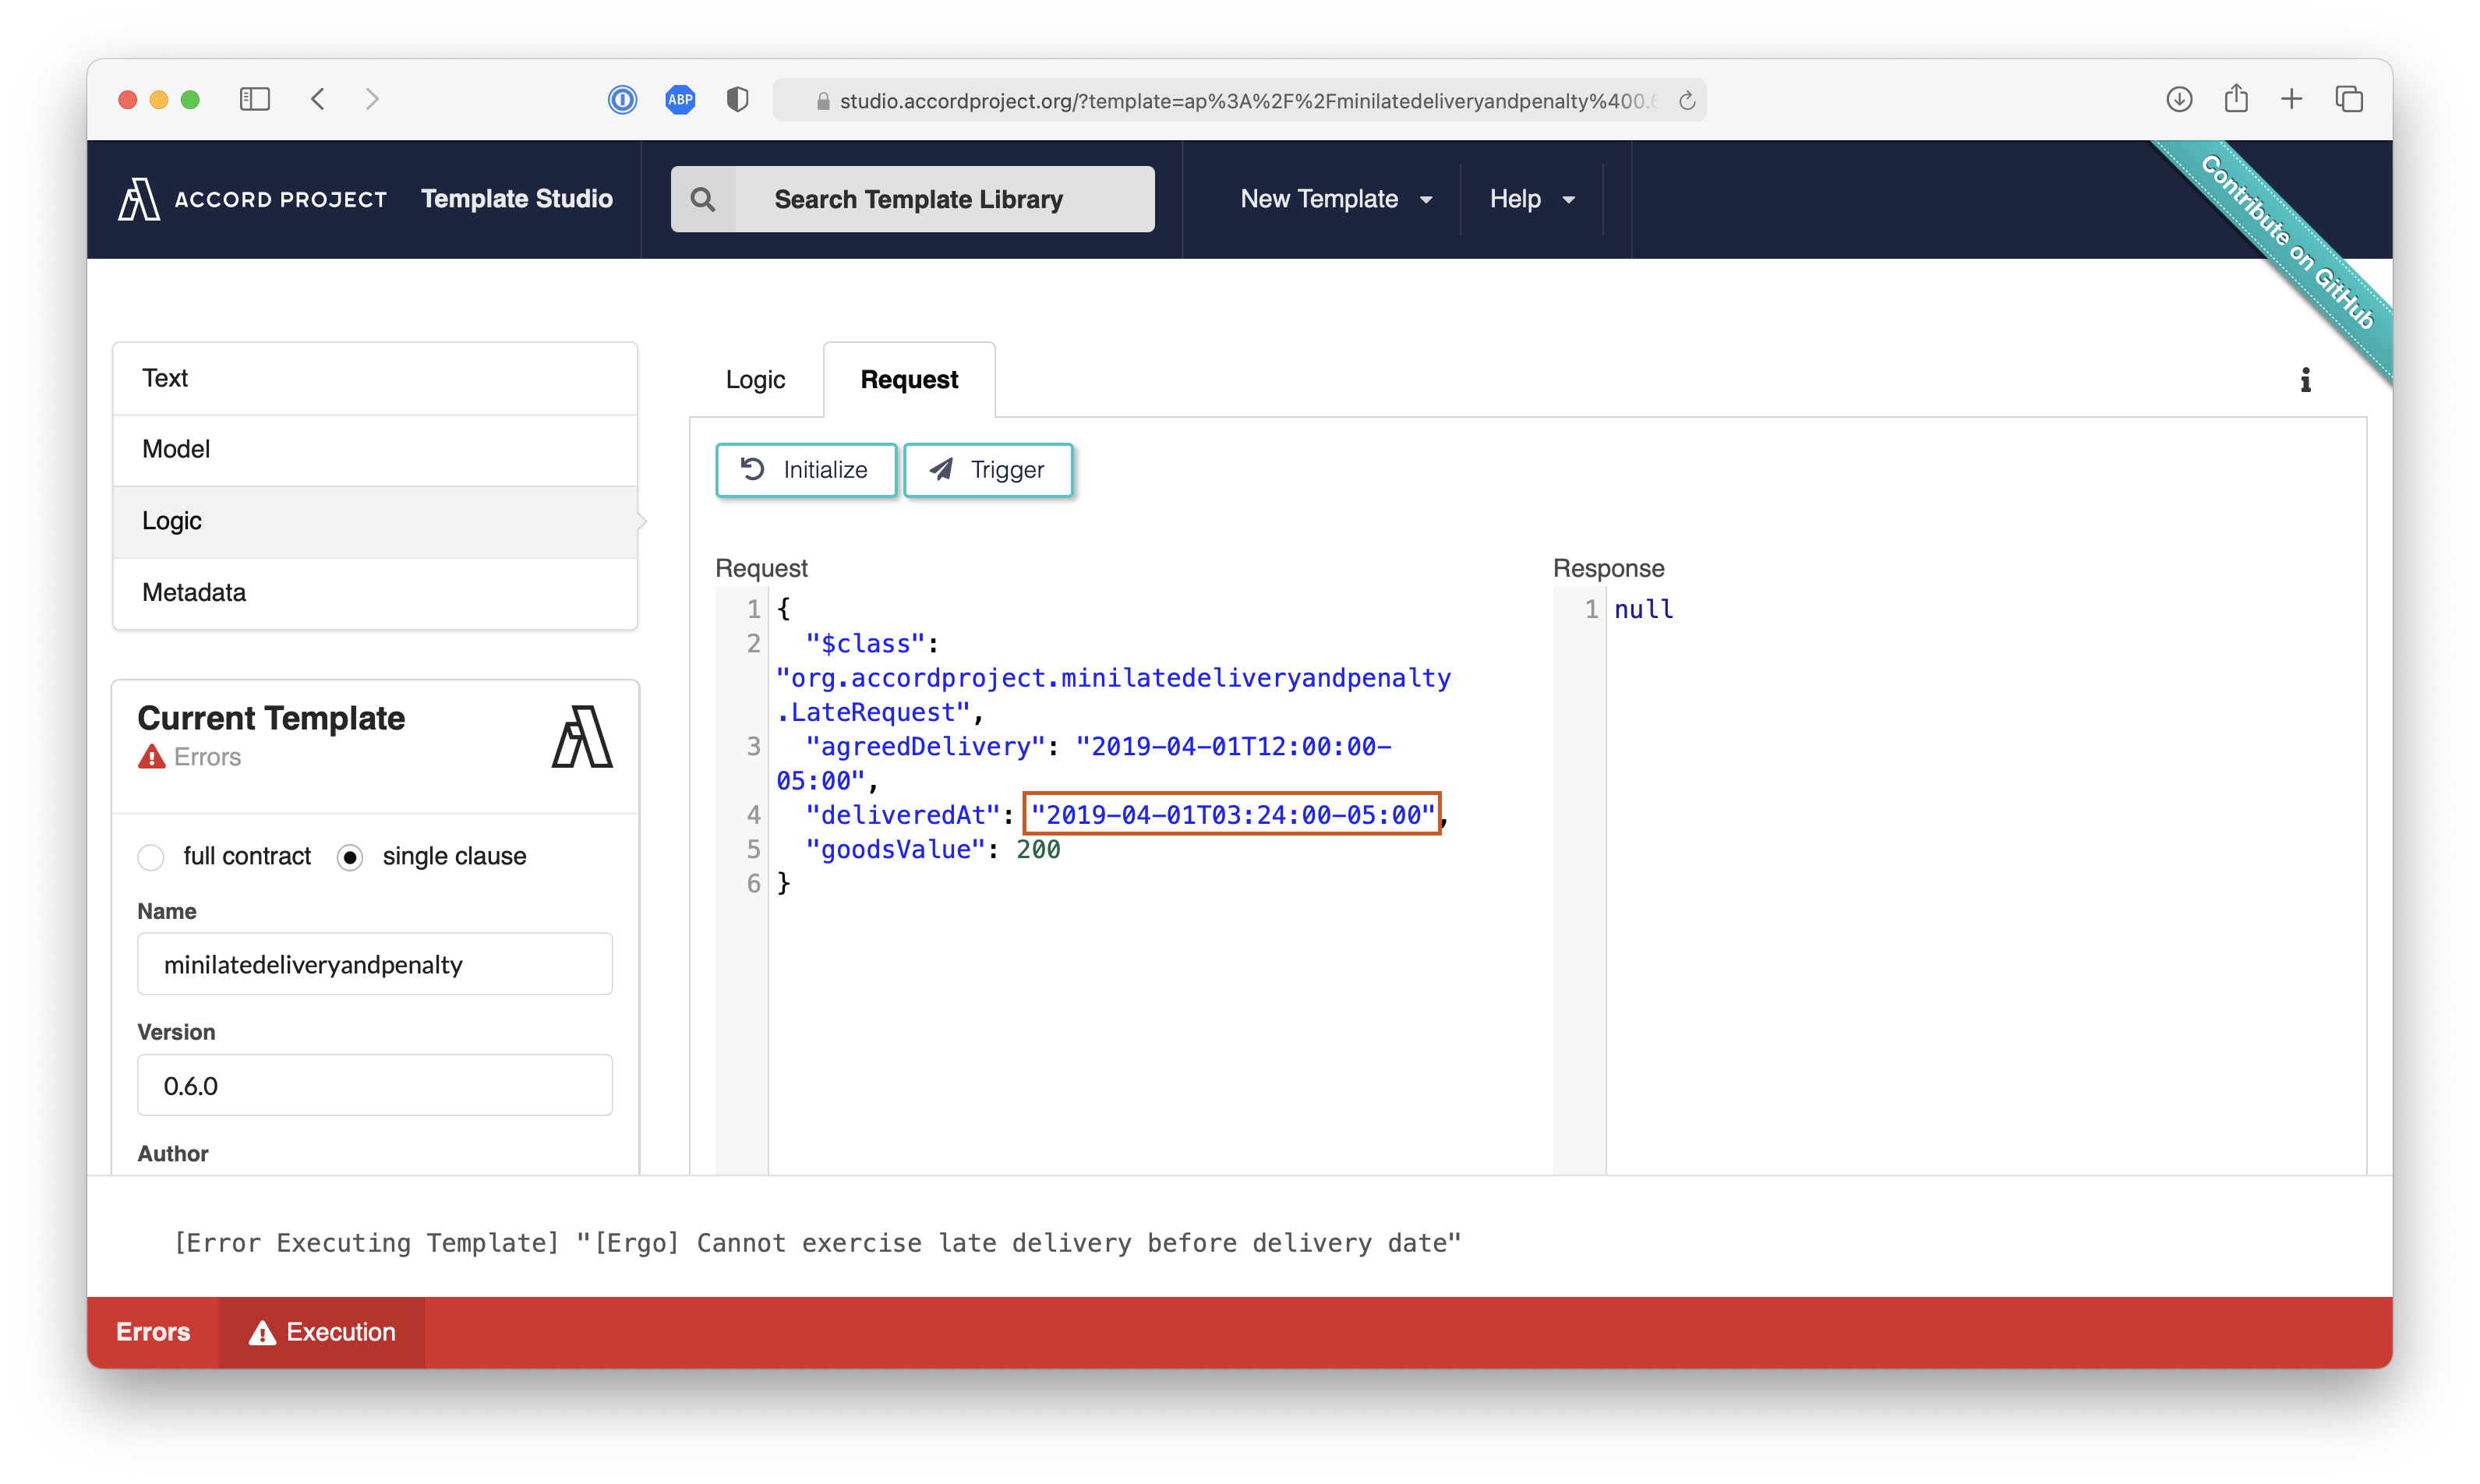 ABP
studio.accordproject.org/?template=ap%3A%2F%2Fminilatedeliveryandpenalty%400.6
ACCORD PROJECT
Template Studio
Search Template Library
New Template
Help
Contribute on GitHub
Text
Model
Logic
Metadata
Logic
Request
Initialize
Trigger
Request
1 {
2 "$class":
"org.accordproject.minilatedeliveryandpenalty
.LateRequest",
3 "agreedDelivery": "2019-04-01T12:00:00-
05:00",
4 "deliveredAt": "2019-04-01T03:24:00-05:00",
5 "goodsValue": 200
6 }
Response
1 null
Current Template
Errors
full contract
single clause
Name
minilatedeliveryandpenalty
Version
0.6.0
Author
[Error Executing Template] "[Ergo] Cannot exercise late delivery before delivery date"
Errors
Execution